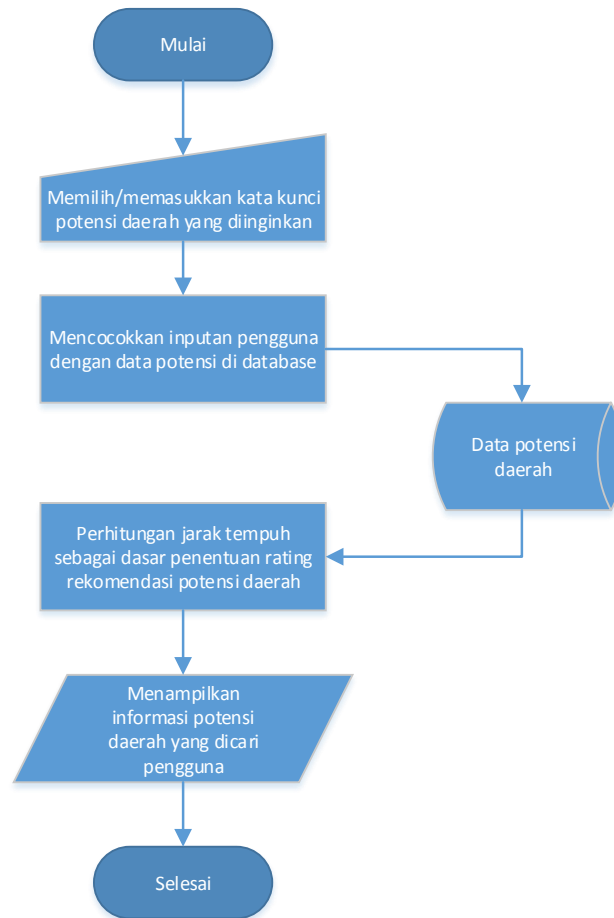 Mulai
Memilih/memasukkan kata kunci
potensi daerah yang diinginkan
Mencocokkan inputan pengguna
dengan data potensi di database
Data potensi
daerah
Perhitungan jarak tempuh
sebagai dasar penentuan rating
rekomendasi potensi daerah
Menampilkan
informasi potensi
daerah yang dicari
pengguna
Selesai